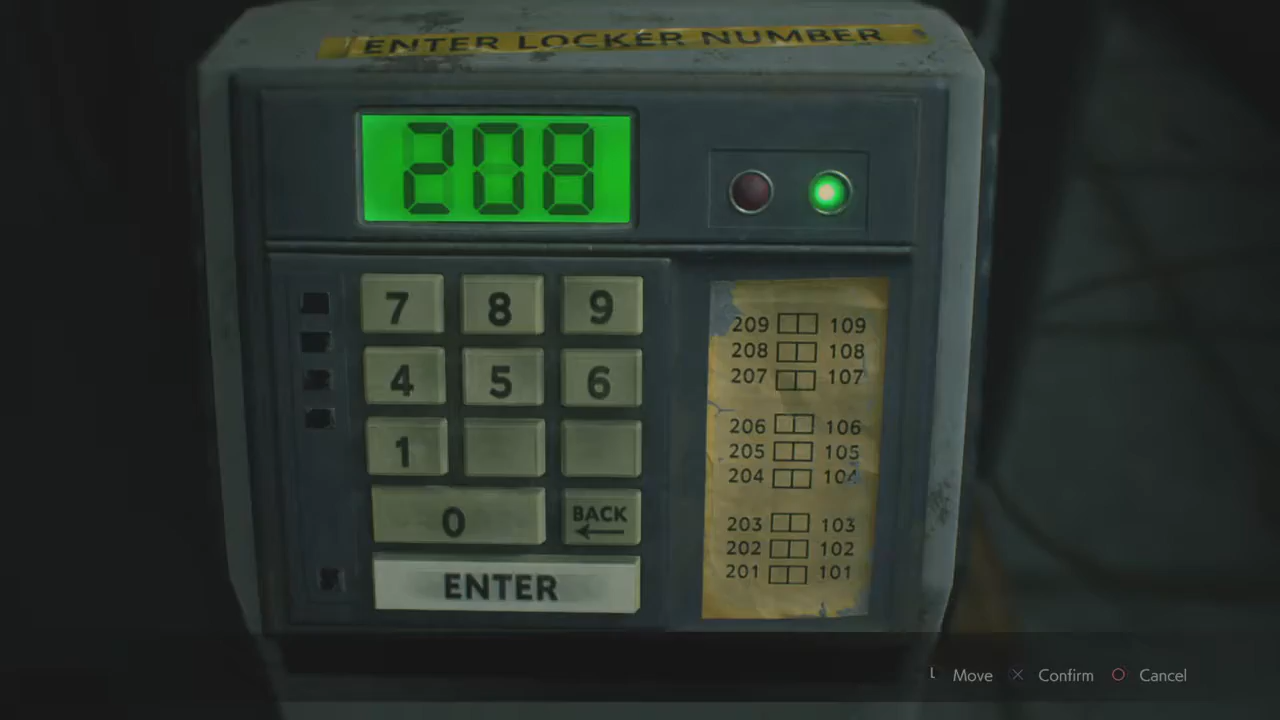 ENTER LOCKER NUMBER
208
7 8 9
4 5 6
1
0 BACK
ENTER
209 109
208 108
207 107
206 106
205 105
204 104
203 103
202 102
201 101
L Move X Confirm O Cancel